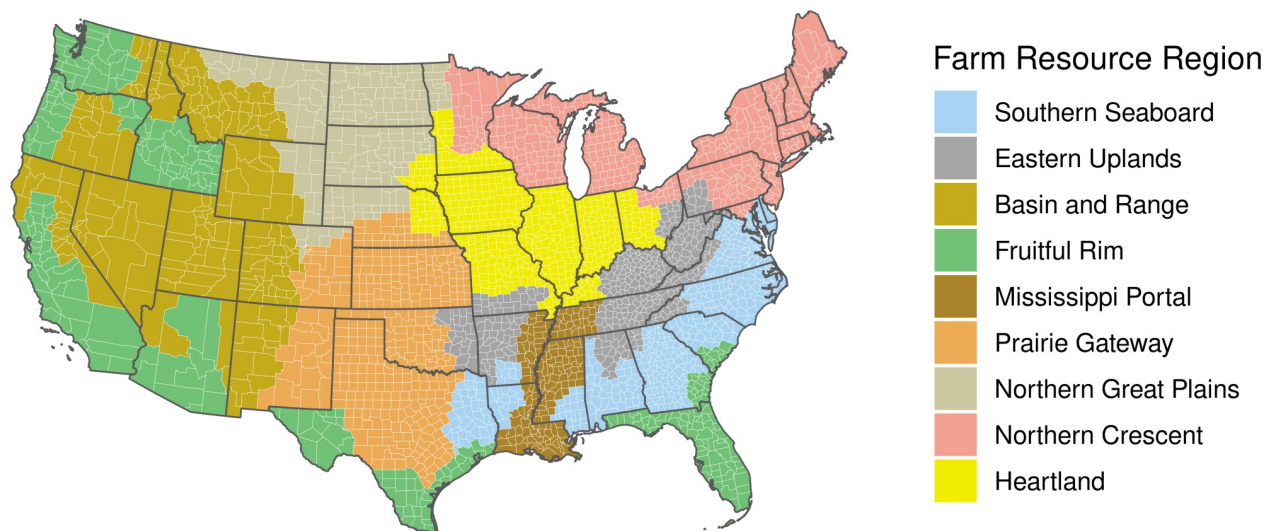 Farm Resource Region
Southern Seaboard
Eastern Uplands
Basin and Range
Fruitful Rim
Mississippi Portal
Prairie Gateway
Northern Great Plains
Northern Crescent
Heartland